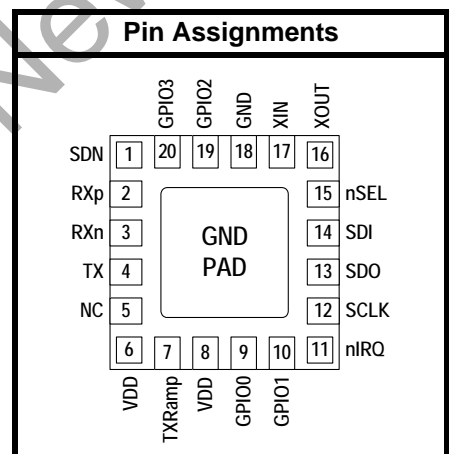 Pin Assignments
GPIO3 GPIO2 GND XIN XOUT
SDN 1 20 19 18 17 16
RXp 2 15 nSEL
RXn 3 14 SDI
GND
PAD
TX 4 13 SDO
NC 5 12 SCLK
6 7 8 9 10 11 nIRQ
VDD TXRamp VDD GPIO0 GPIO1